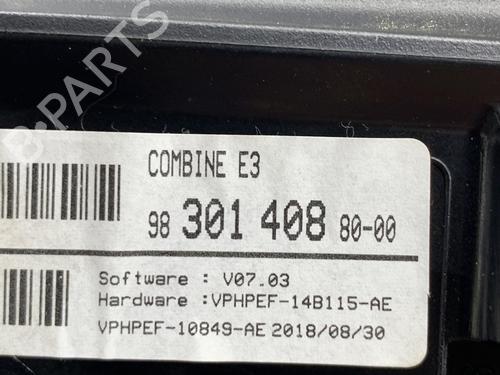 B-PARTS
COMBINE E3
98 301 408 80-00
Software : V07.03
Hardware :VPHPEF-14B115-AE
VPHPEF-10849-AE 2018/08/30